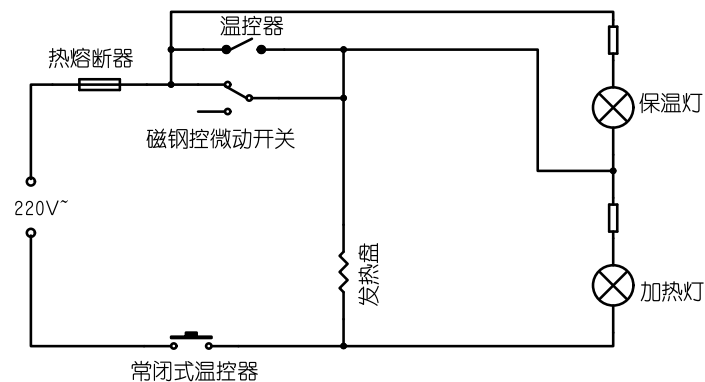 温控器
热熔断器
保温灯
磁钢控微动开关
220V~
发热盘
加热灯
常闭式温控器